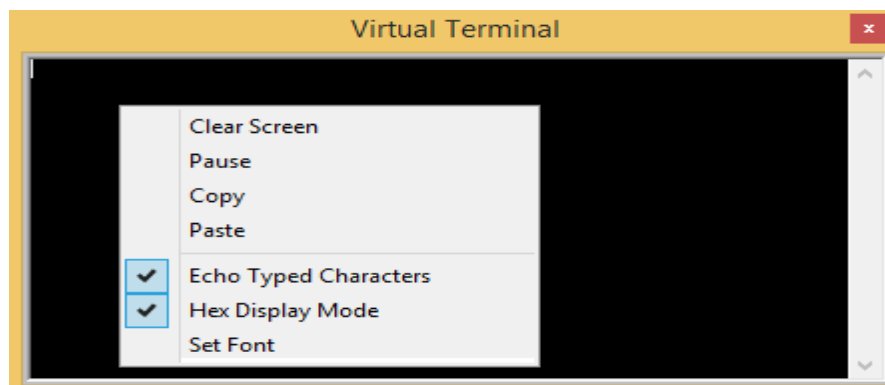 Virtual Terminal
Clear Screen
Pause
Copy
Paste
Echo Typed Characters
Hex Display Mode
Set Font